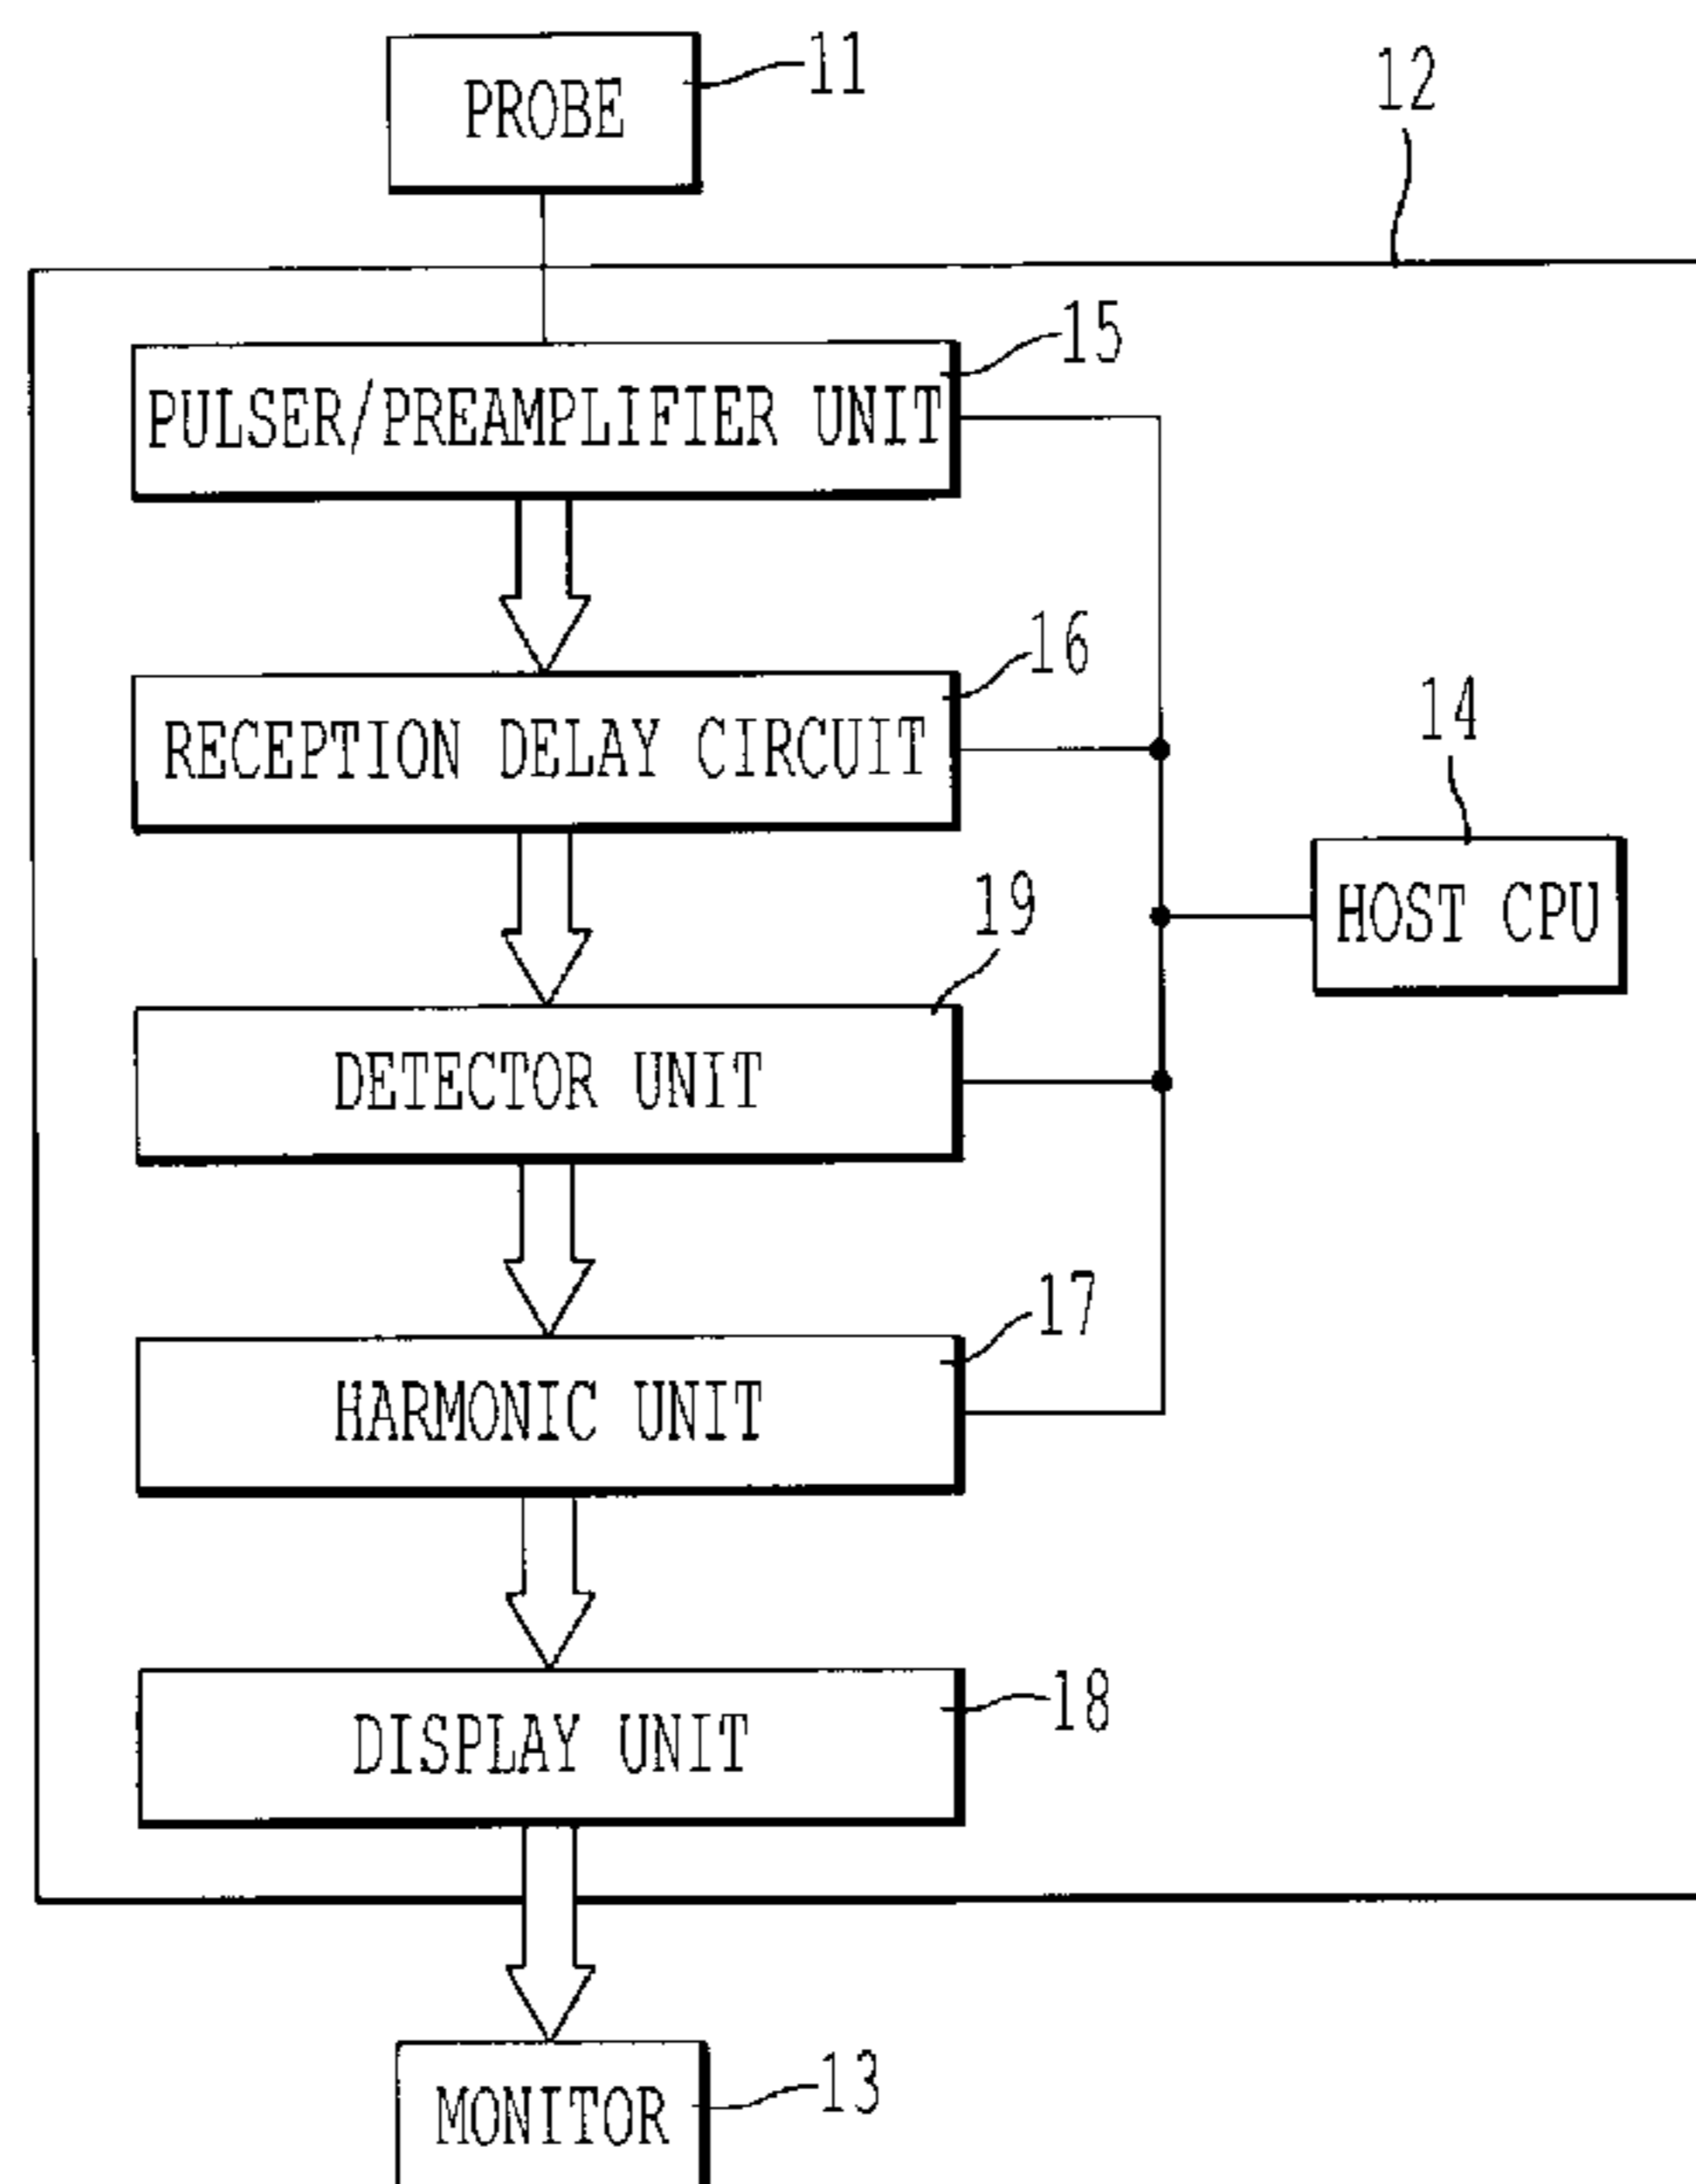 PROBE
11
12
PULSER/PREAMPLIFIER UNIT
15
RECEPTION DELAY CIRCUIT
16
14
HOST CPU
19
DETECTOR UNIT
17
HARMONIC UNIT
DISPLAY UNIT
18
MONITOR
13